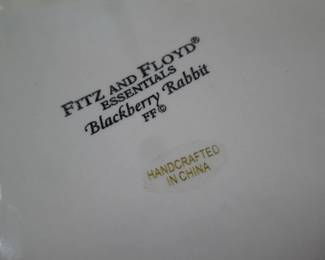 FITZ AND FLOYD®
ESSENTIALS
Blackberry Rabbit
FF©
HANDCRAFTED
IN CHINA